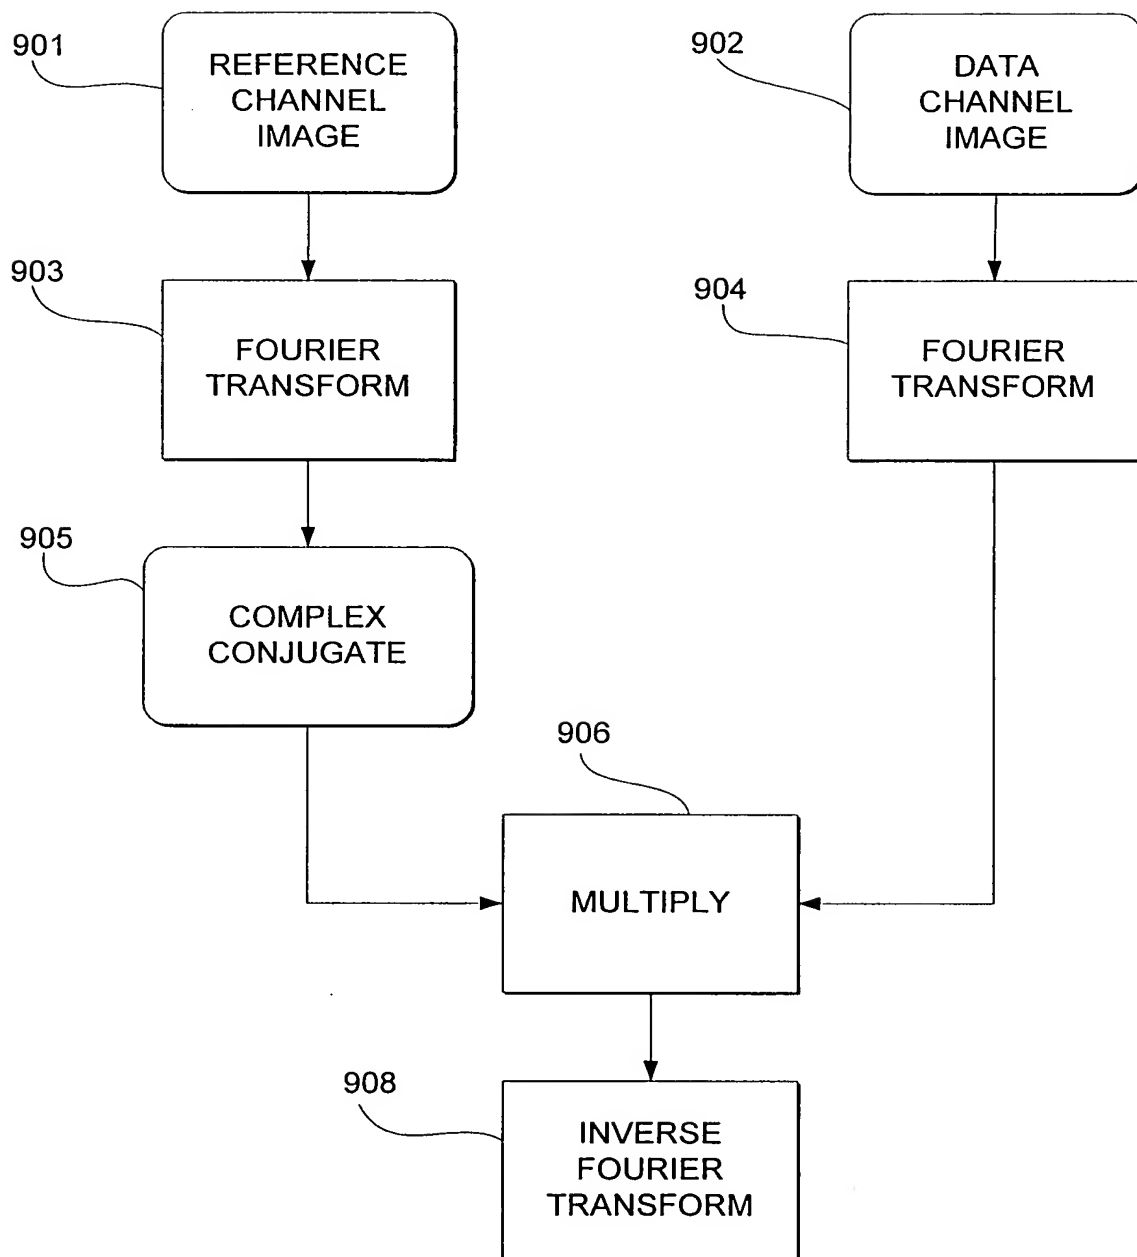 901
REFERENCE
CHANNEL
IMAGE
902
DATA
CHANNEL
IMAGE
903
FOURIER
TRANSFORM
904
FOURIER
TRANSFORM
905
COMPLEX
CONJUGATE
906
MULTIPLY
908
INVERSE
FOURIER
TRANSFORM